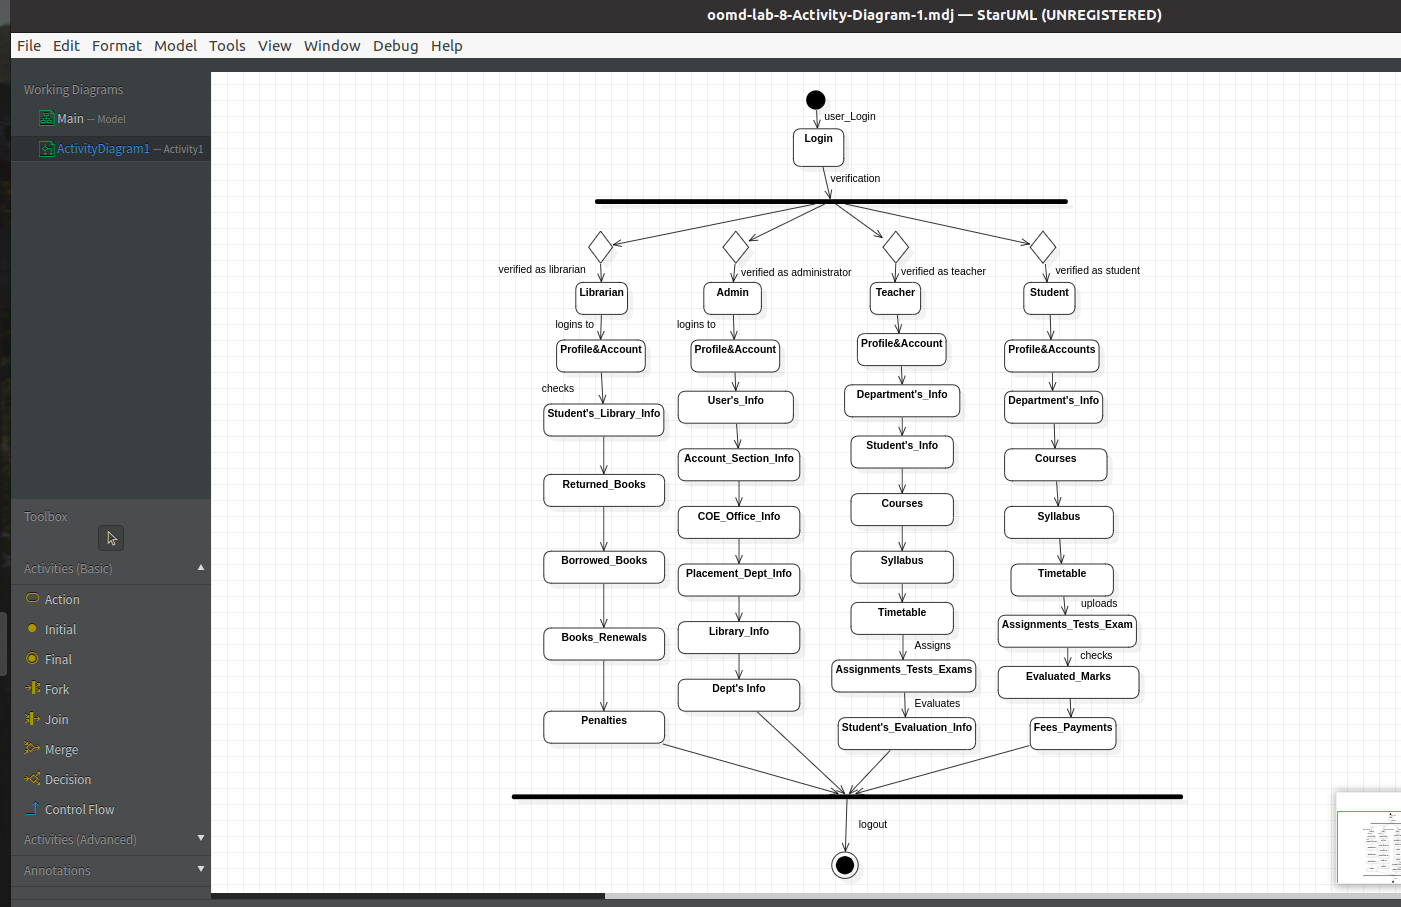 oomd-lab-8-Activity-Diagram-1.mdj — StarUML (UNREGISTERED)
File Edit Format Model Tools View Window Debug Help
Working Diagrams
Main — Model
ActivityDiagram1 — Activity1
Toolbox
Activities (Basic)
Action
Initial
Final
Fork
Join
Merge
Decision
Control Flow
Activities (Advanced)
Annotations
user_Login
Login
verification
verified as librarian
verified as administrator
verified as teacher
verified as student
Librarian
logins to
Profile&Account
checks
Student's_Library_Info
Returned_Books
Borrowed_Books
Books_Renewals
Penalties
Admin
logins to
Profile&Account
User's_Info
Account_Section_Info
COE_Office_Info
Placement_Dept_Info
Library_Info
Dept's Info
Teacher
Profile&Account
Department's_Info
Student's_Info
Courses
Syllabus
Timetable
Assigns
Assignments_Tests_Exams
Evaluates
Student's_Evaluation_Info
Student
Profile&Accounts
Department's_Info
Courses
Syllabus
Timetable
uploads
Assignments_Tests_Exam
checks
Evaluated_Marks
Fees_Payments
logout